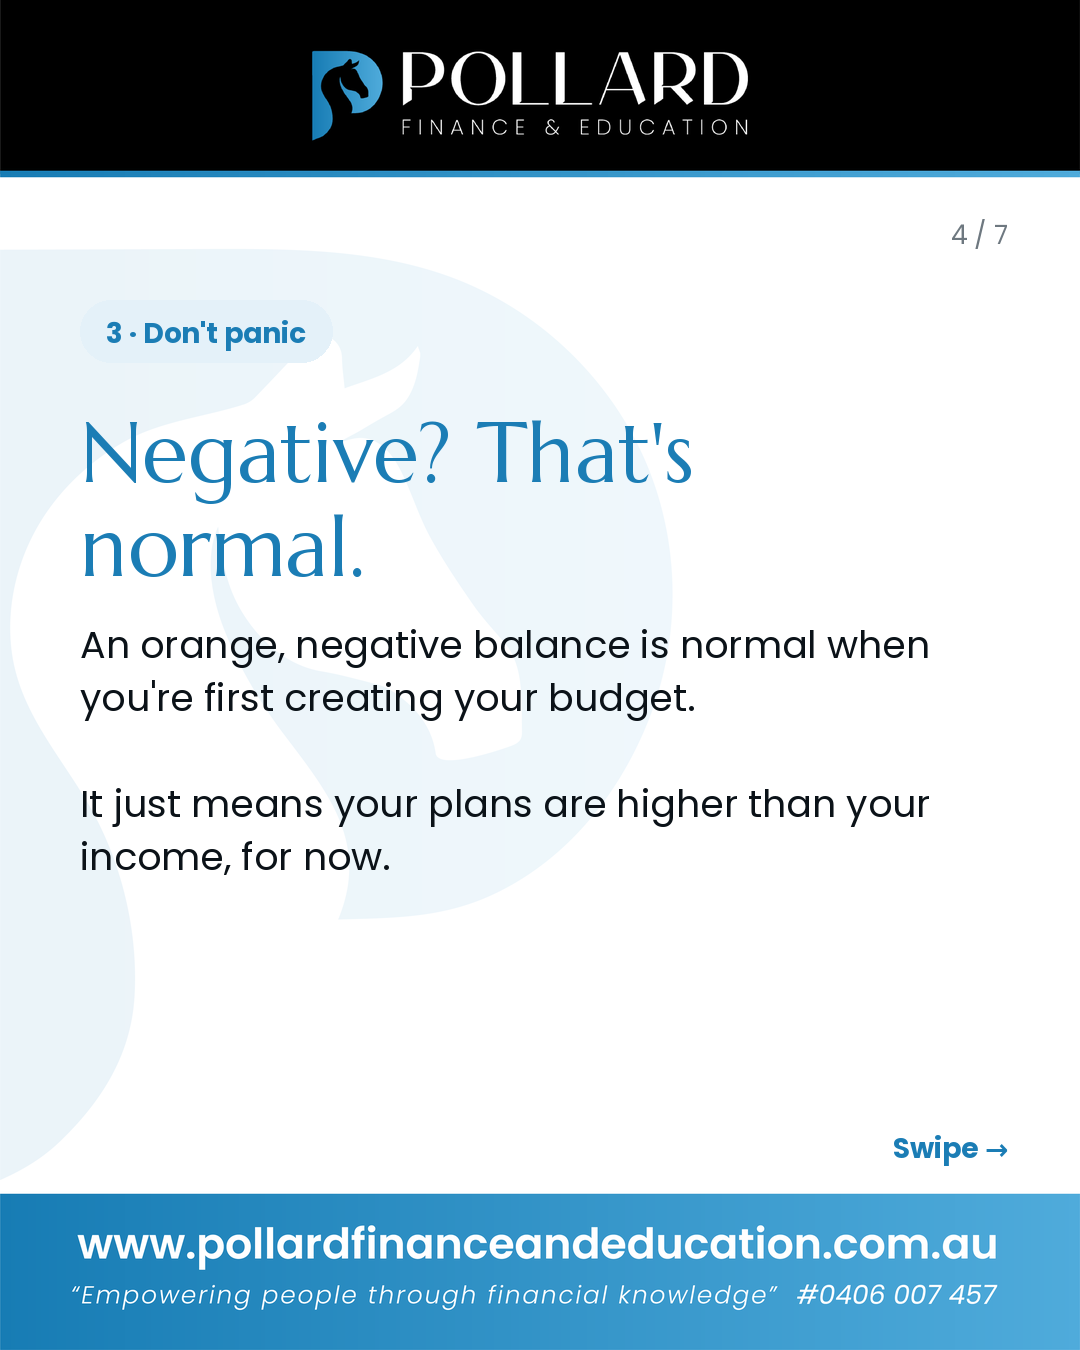 POLLARD
FINANCE & EDUCATION
4 / 7
3 · Don't panic
Negative? That's
normal.
An orange, negative balance is normal when
you're first creating your budget.
It just means your plans are higher than your
income, for now.
Swipe →
www.pollardfinanceandeducation.com.au
“Empowering people through financial knowledge” #0406 007 457